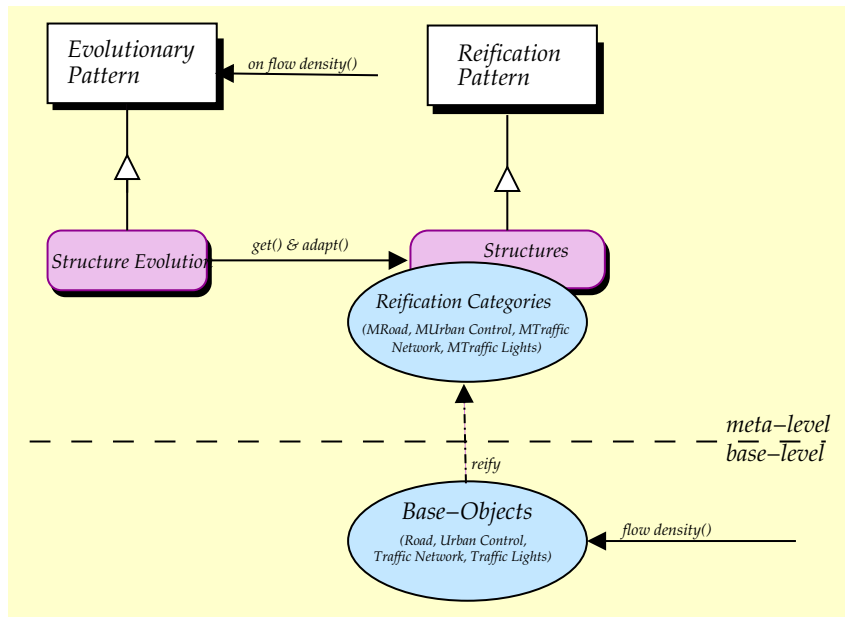 Evolutionary
Pattern
on flow density()
Reification
Pattern
Structure Evolution
get() & adapt()
Structures
Reification Categories
(MRoad, MUrban Control, MTraffic
Network, MTraffic Lights)
meta–level
base–level
reify
Base–Objects
(Road, Urban Control,
Traffic Network, Traffic Lights)
flow density()